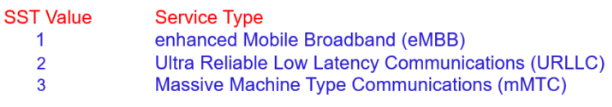 SST Value Service Type
1 enhanced Mobile Broadband (eMBB)
2 Ultra Reliable Low Latency Communications (URLLC)
3 Massive Machine Type Communications (mMTC)